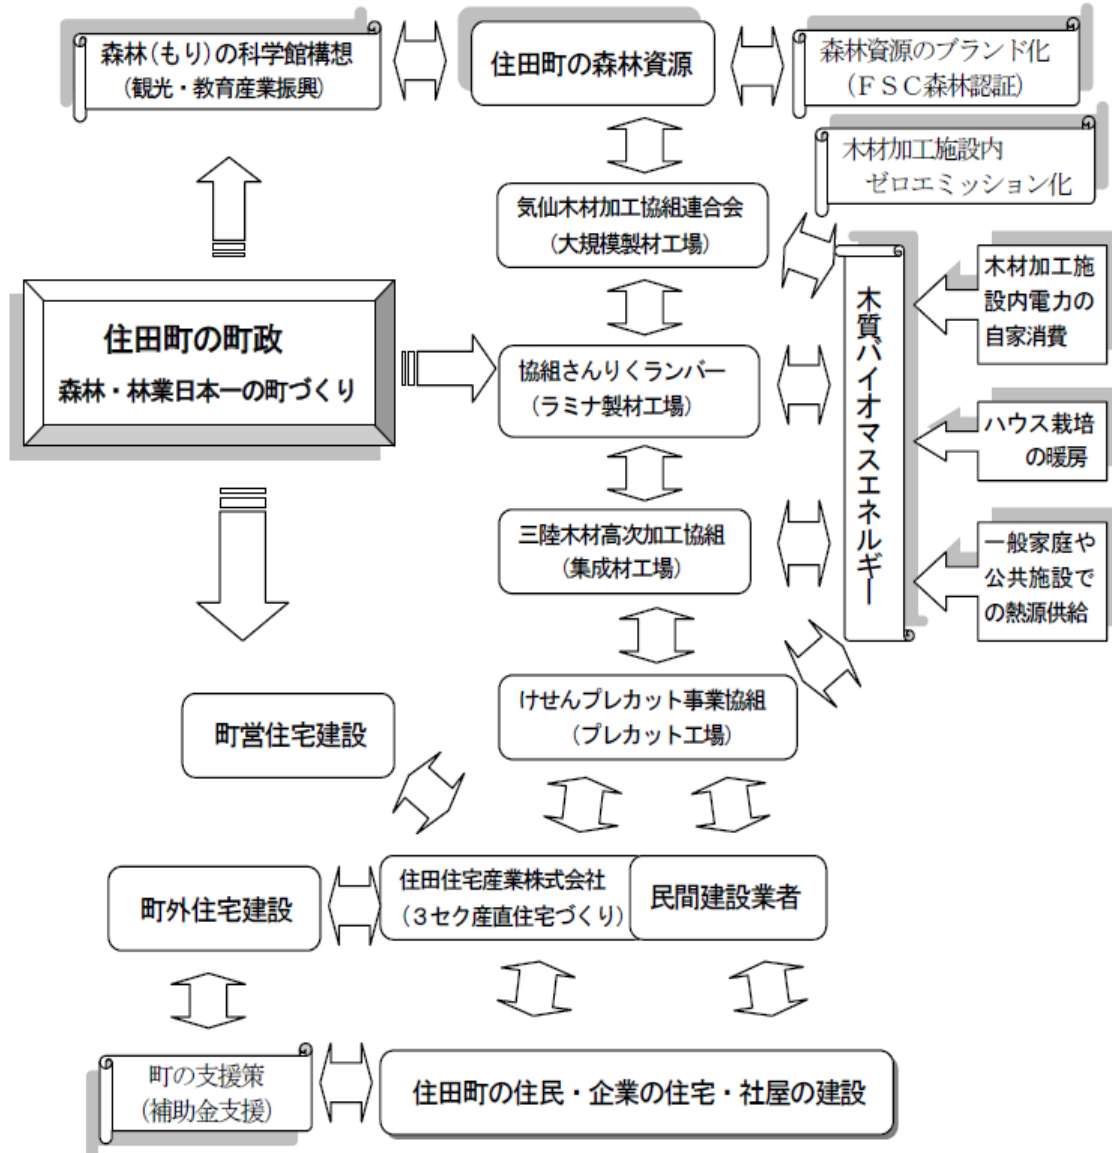 森林(もり)の科学館構想
(観光・教育産業振興)
住田町の森林資源
森林資源のブランド化
(ＦＳＣ森林認証)
木材加工施設内
ゼロエミッション化
気仙木材加工協組連合会
(大規模製材工場)
住田町の町政
森林・林業日本一の町づくり
協組さんりくランバー
(ラミナ製材工場)
木質バイオマスエネルギー
木材加工施
設内電力の
自家消費
ハウス栽培
の暖房
一般家庭や
公共施設で
の熱源供給
三陸木材高次加工協組
(集成材工場)
けせんプレカット事業協組
(プレカット工場)
町営住宅建設
町外住宅建設
住田住宅産業株式会社
(３セク産直住宅づくり)
民間建設業者
町の支援策
(補助金支援)
住田町の住民・企業の住宅・社屋の建設